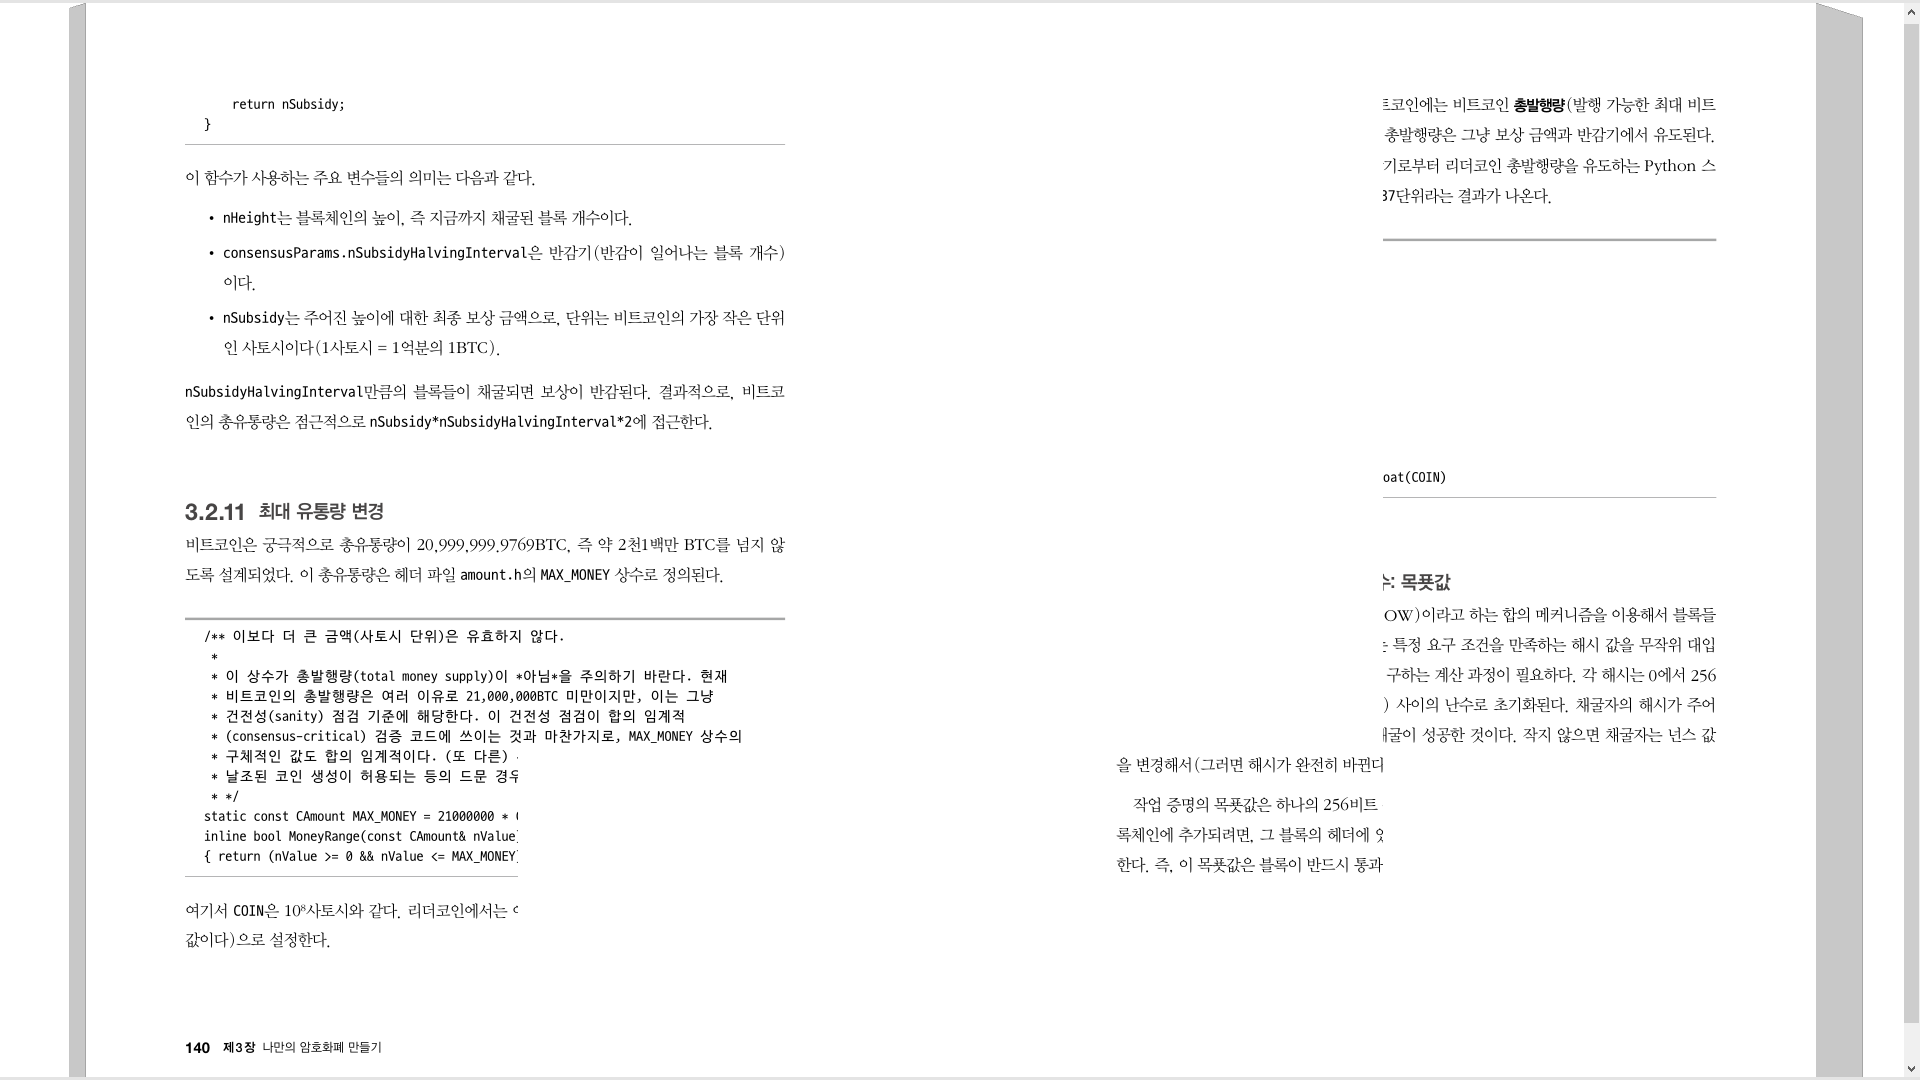 return nSubsidy;
}
이 함수가 사용하는 주요 변수들의 의미는 다음과 같다.
• nHeight는 블록체인의 높이, 즉 지금까지 채굴된 블록 개수이다.
• consensusParams.nSubsidyHalvingInterval은 반감기(반감이 일어나는 블록 개수)
이다.
• nSubsidy는 주어진 높이에 대한 최종 보상 금액으로, 단위는 비트코인의 가장 작은 단위
인 사토시이다(1사토시 = 1억분의 1BTC).
nSubsidyHalvingInterval만큼의 블록들이 채굴되면 보상이 반감된다. 결과적으로, 비트코
인의 총유통량은 점근적으로 nSubsidy*nSubsidyHalvingInterval*2에 접근한다.
3.2.11 최대 유통량 변경
비트코인은 궁극적으로 총유통량이 20,999,999.9769BTC, 즉 약 2천1백만 BTC를 넘지 않
도록 설계되었다. 이 총유통량은 헤더 파일 amount.h의 MAX_MONEY 상수로 정의된다.
/** 이보다 더 큰 금액(사토시 단위)은 유효하지 않다.
*
* 이 상수가 총발행량(total money supply)이 *아님*을 주의하기 바란다. 현재
* 비트코인의 총발행량은 여러 이유로 21,000,000BTC 미만이지만, 이는 그냥
* 건전성(sanity) 점검 기준에 해당한다. 이 건전성 점검이 합의 임계적
* (consensus-critical) 검증 코드에 쓰이는 것과 마찬가지로, MAX_MONEY 상수의
* 구체적인 값도 합의 임계적이다. (또 다른)
* 날조된 코인 생성이 허용되는 등의 드문 경우
* */
static const CAmount MAX_MONEY = 21000000 *
inline bool MoneyRange(const CAmount& nValue)
{ return (nValue >= 0 && nValue <= MAX_MONEY)
여기서 COIN은 10⁸사토시와 같다. 리더코인에서는
값이다)으로 설정한다.
140 제3장 나만의 암호화폐 만들기
트코인에는 비트코인 총발행량(발행 가능한 최대 비트
총발행량은 그냥 보상 금액과 반감기에서 유도된다.
기로부터 리더코인 총발행량을 유도하는 Python 스
37단위라는 결과가 나온다.
oat(COIN)
수: 목푯값
OW)이라고 하는 합의 메커니즘을 이용해서 블록들
특정 요구 조건을 만족하는 해시 값을 무작위 대입
구하는 계산 과정이 필요하다. 각 해시는 0에서 256
) 사이의 난수로 초기화된다. 채굴자의 해시가 주어
굴이 성공한 것이다. 작지 않으면 채굴자는 넌스 값
을 변경해서(그러면 해시가 완전히 바뀐다
작업 증명의 목푯값은 하나의 256비트
록체인에 추가되려면, 그 블록의 헤더에
한다. 즉, 이 목푯값은 블록이 반드시 통과